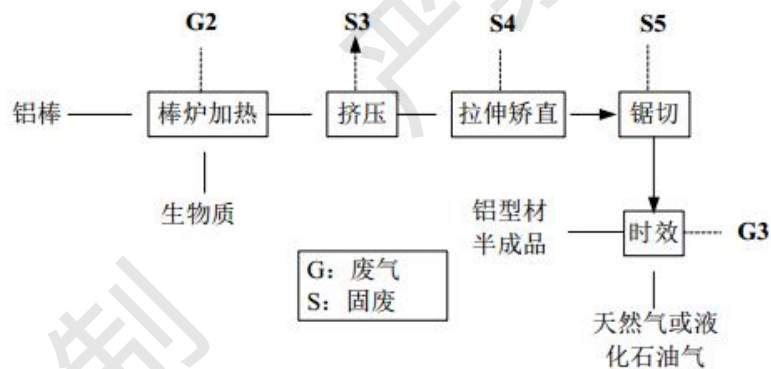 G2
S3
S4
S5
铝棒
棒炉加热
挤压
拉伸矫直
锯切
生物质
铝型材
半成品
时效
G3
G：废气
S：固废
天然气或液
化石油气
制